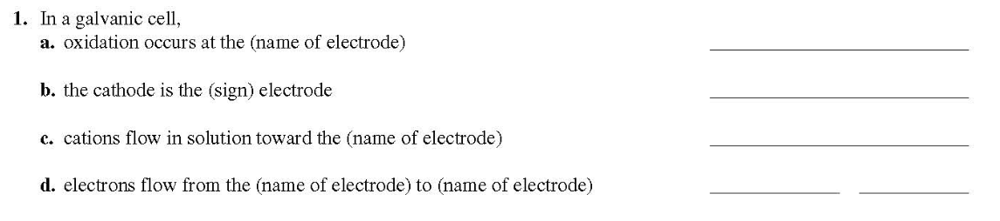 1. In a galvanic cell,
a. oxidation occurs at the (name of electrode)
b. the cathode is the (sign) electrode
c. cations flow in solution toward the (name of electrode)
d. electrons flow from the (name of electrode) to (name of electrode)